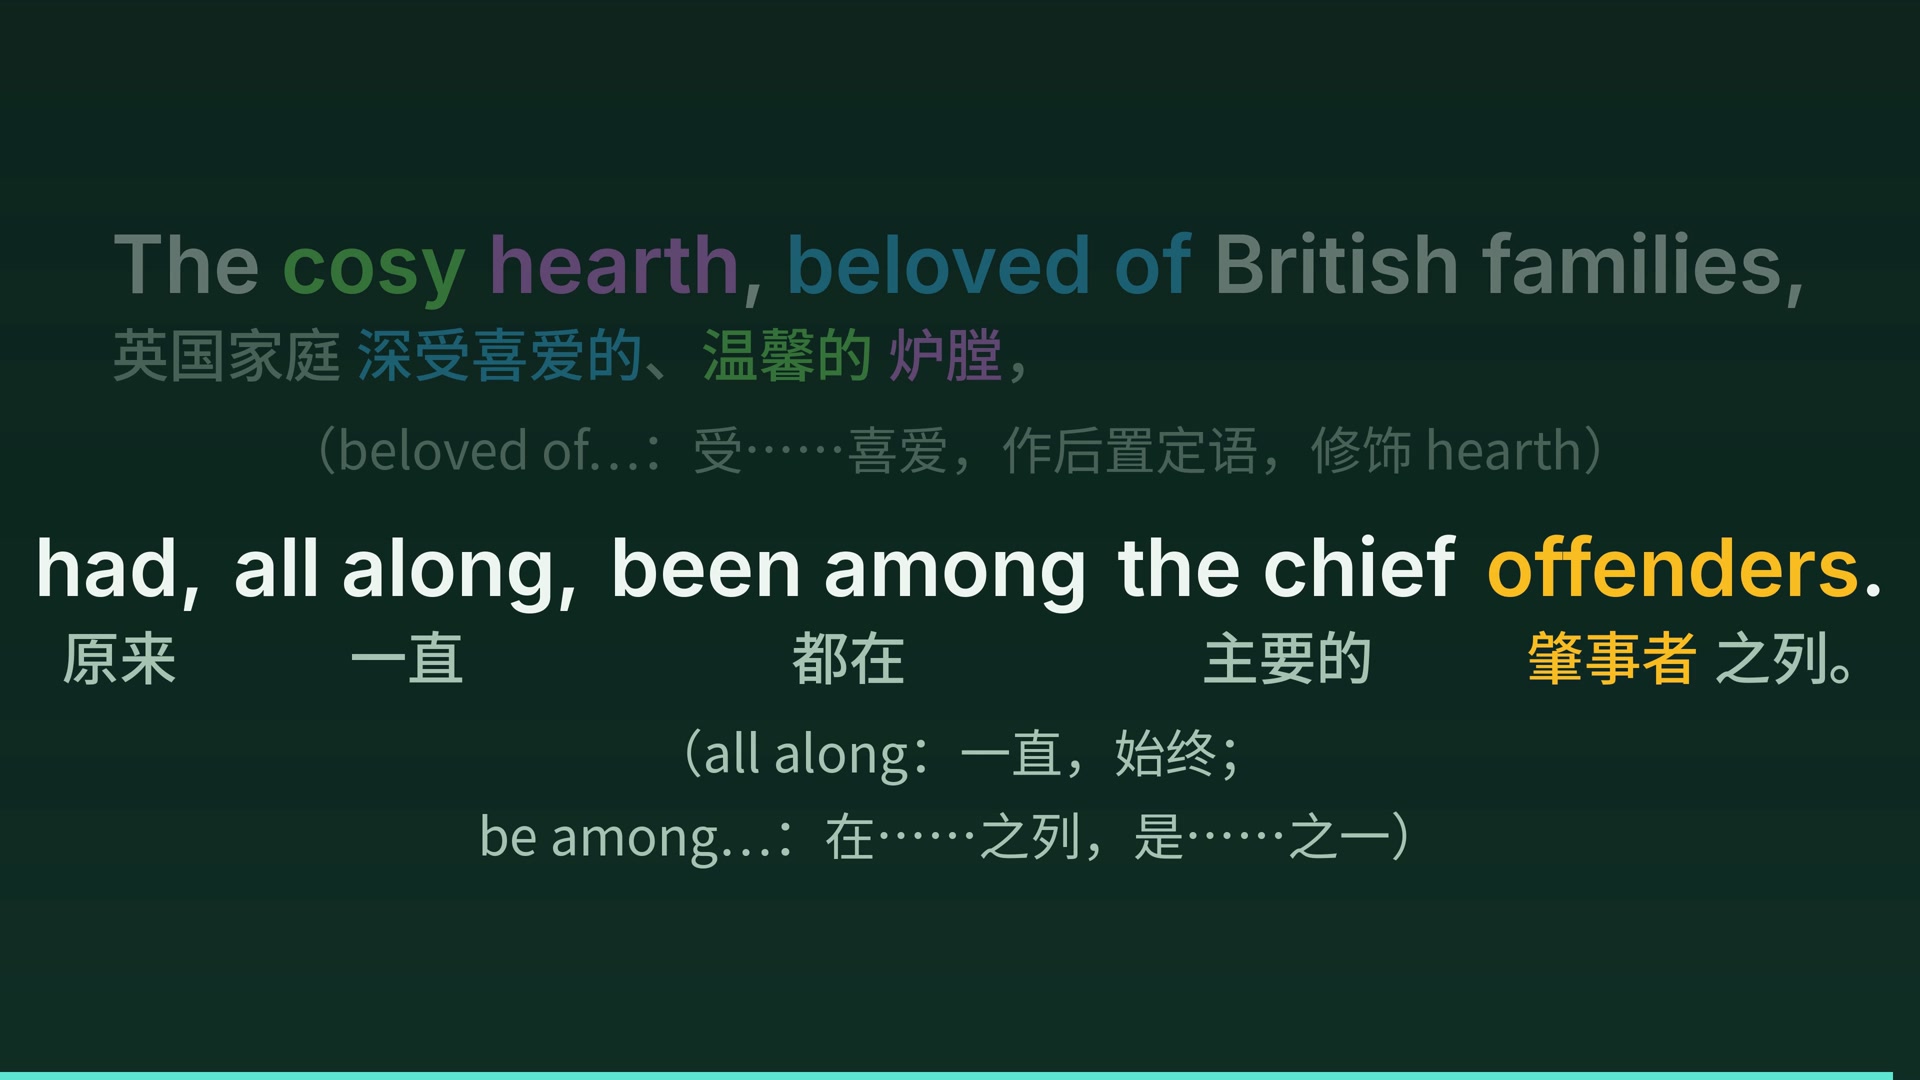 The cosy hearth, beloved of British families,
英国家庭 深受喜爱的、温馨的 炉膛，
（beloved of…：受……喜爱，作后置定语，修饰 hearth）
had, all along, been among the chief offenders.
原来 一直 都在 主要的 肇事者 之列。
（all along：一直，始终；
be among…：在……之列，是……之一）